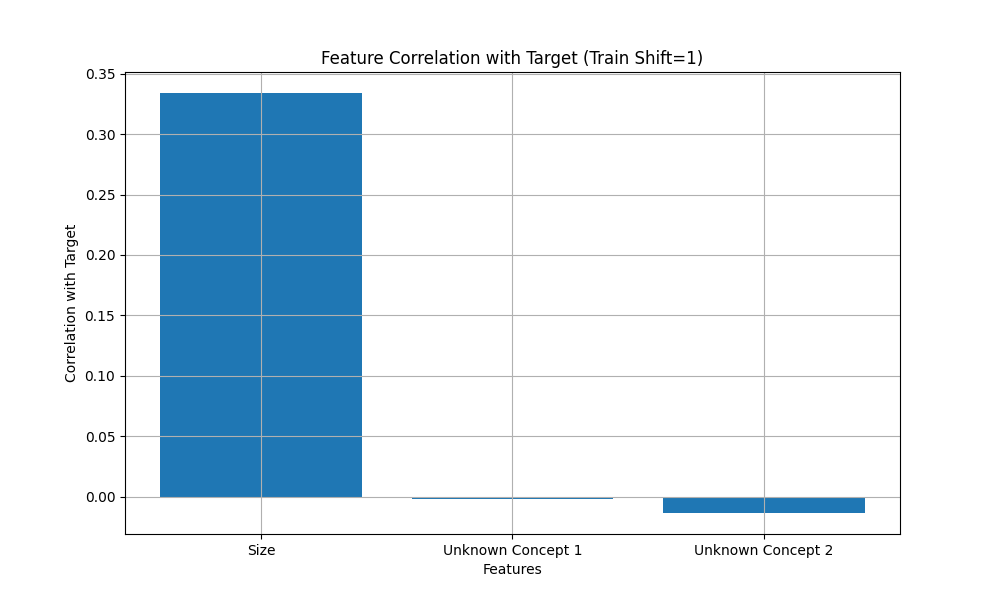 Feature Correlation with Target (Train Shift=1)
Correlation with Target
0.35
0.30
0.25
0.20
0.15
0.10
0.05
0.00
Size
Unknown Concept 1
Unknown Concept 2
Features